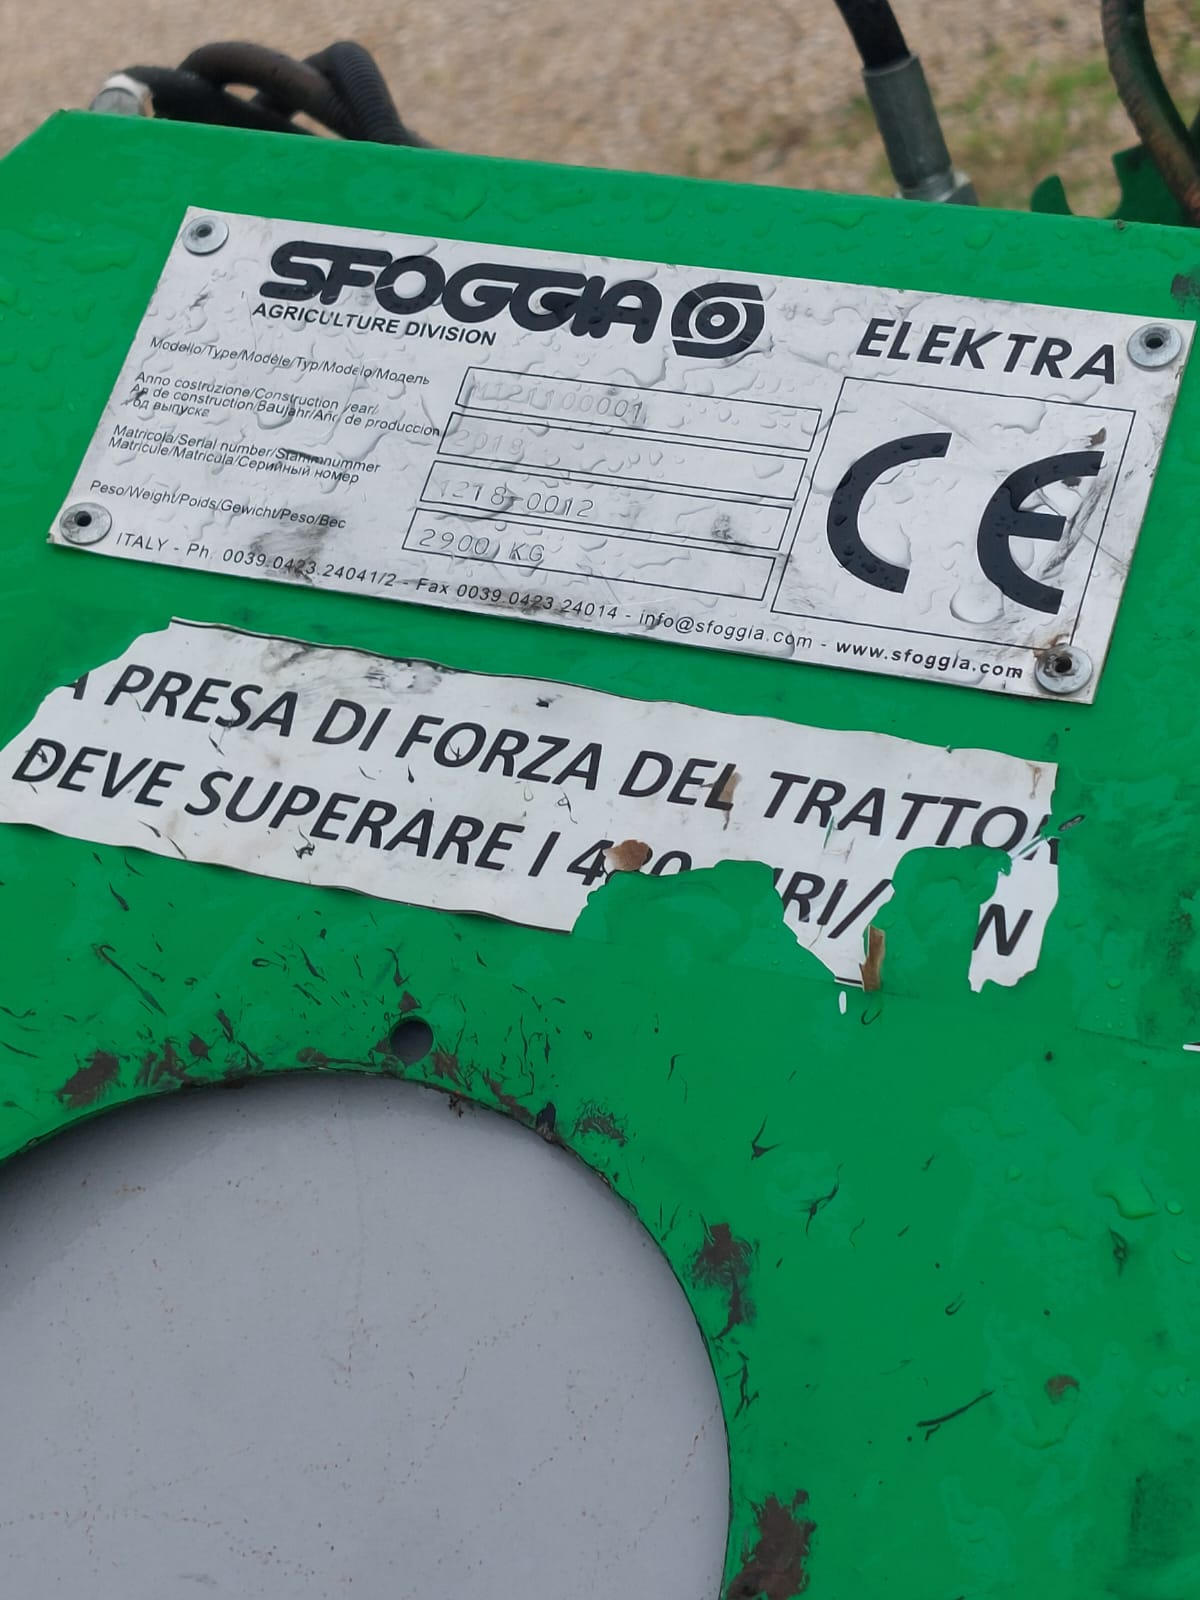 SFOGGIA
AGRICULTURE DIVISION
ELEKTRA
Modello/Type/Modèle/Typ/Modelo/Модель
M121100001
Anno costruzione/Construction year/
An de construction/Baujahr/Año de produccion
Год выпуска
2018
Matricola/Serial number/Stammnummer
Matricule/Matricula/Серийный номер
1218-0012
Peso/Weight/Poids/Gewicht/Peso/Вес
2900 KG
CE
ITALY - Ph. 0039.0423.24041/2 - Fax 0039.0423.24014 - info@sfoggia.com - www.sfoggia.com
A PRESA DI FORZA DEL TRATTOR
DEVE SUPERARE I